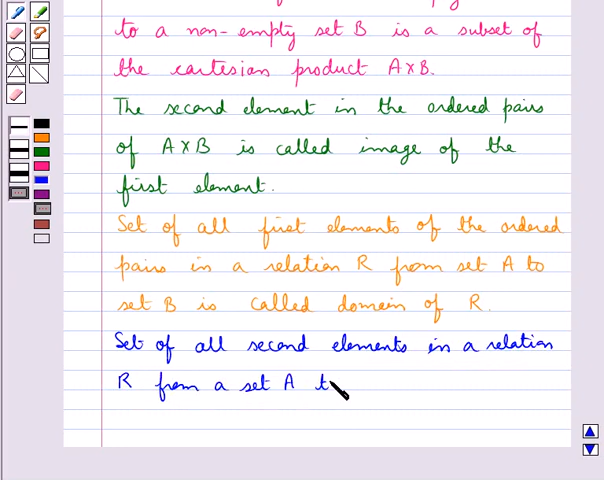 to a non-empty set B is a subset of
the cartesian product A×B.
The second element in the ordered pairs
of A×B is called image of the
first element.
Set of all first elements of the ordered
pairs in a relation R from set A to
set B is called domain of R.
Set of all second elements in a relation
R from a set A t